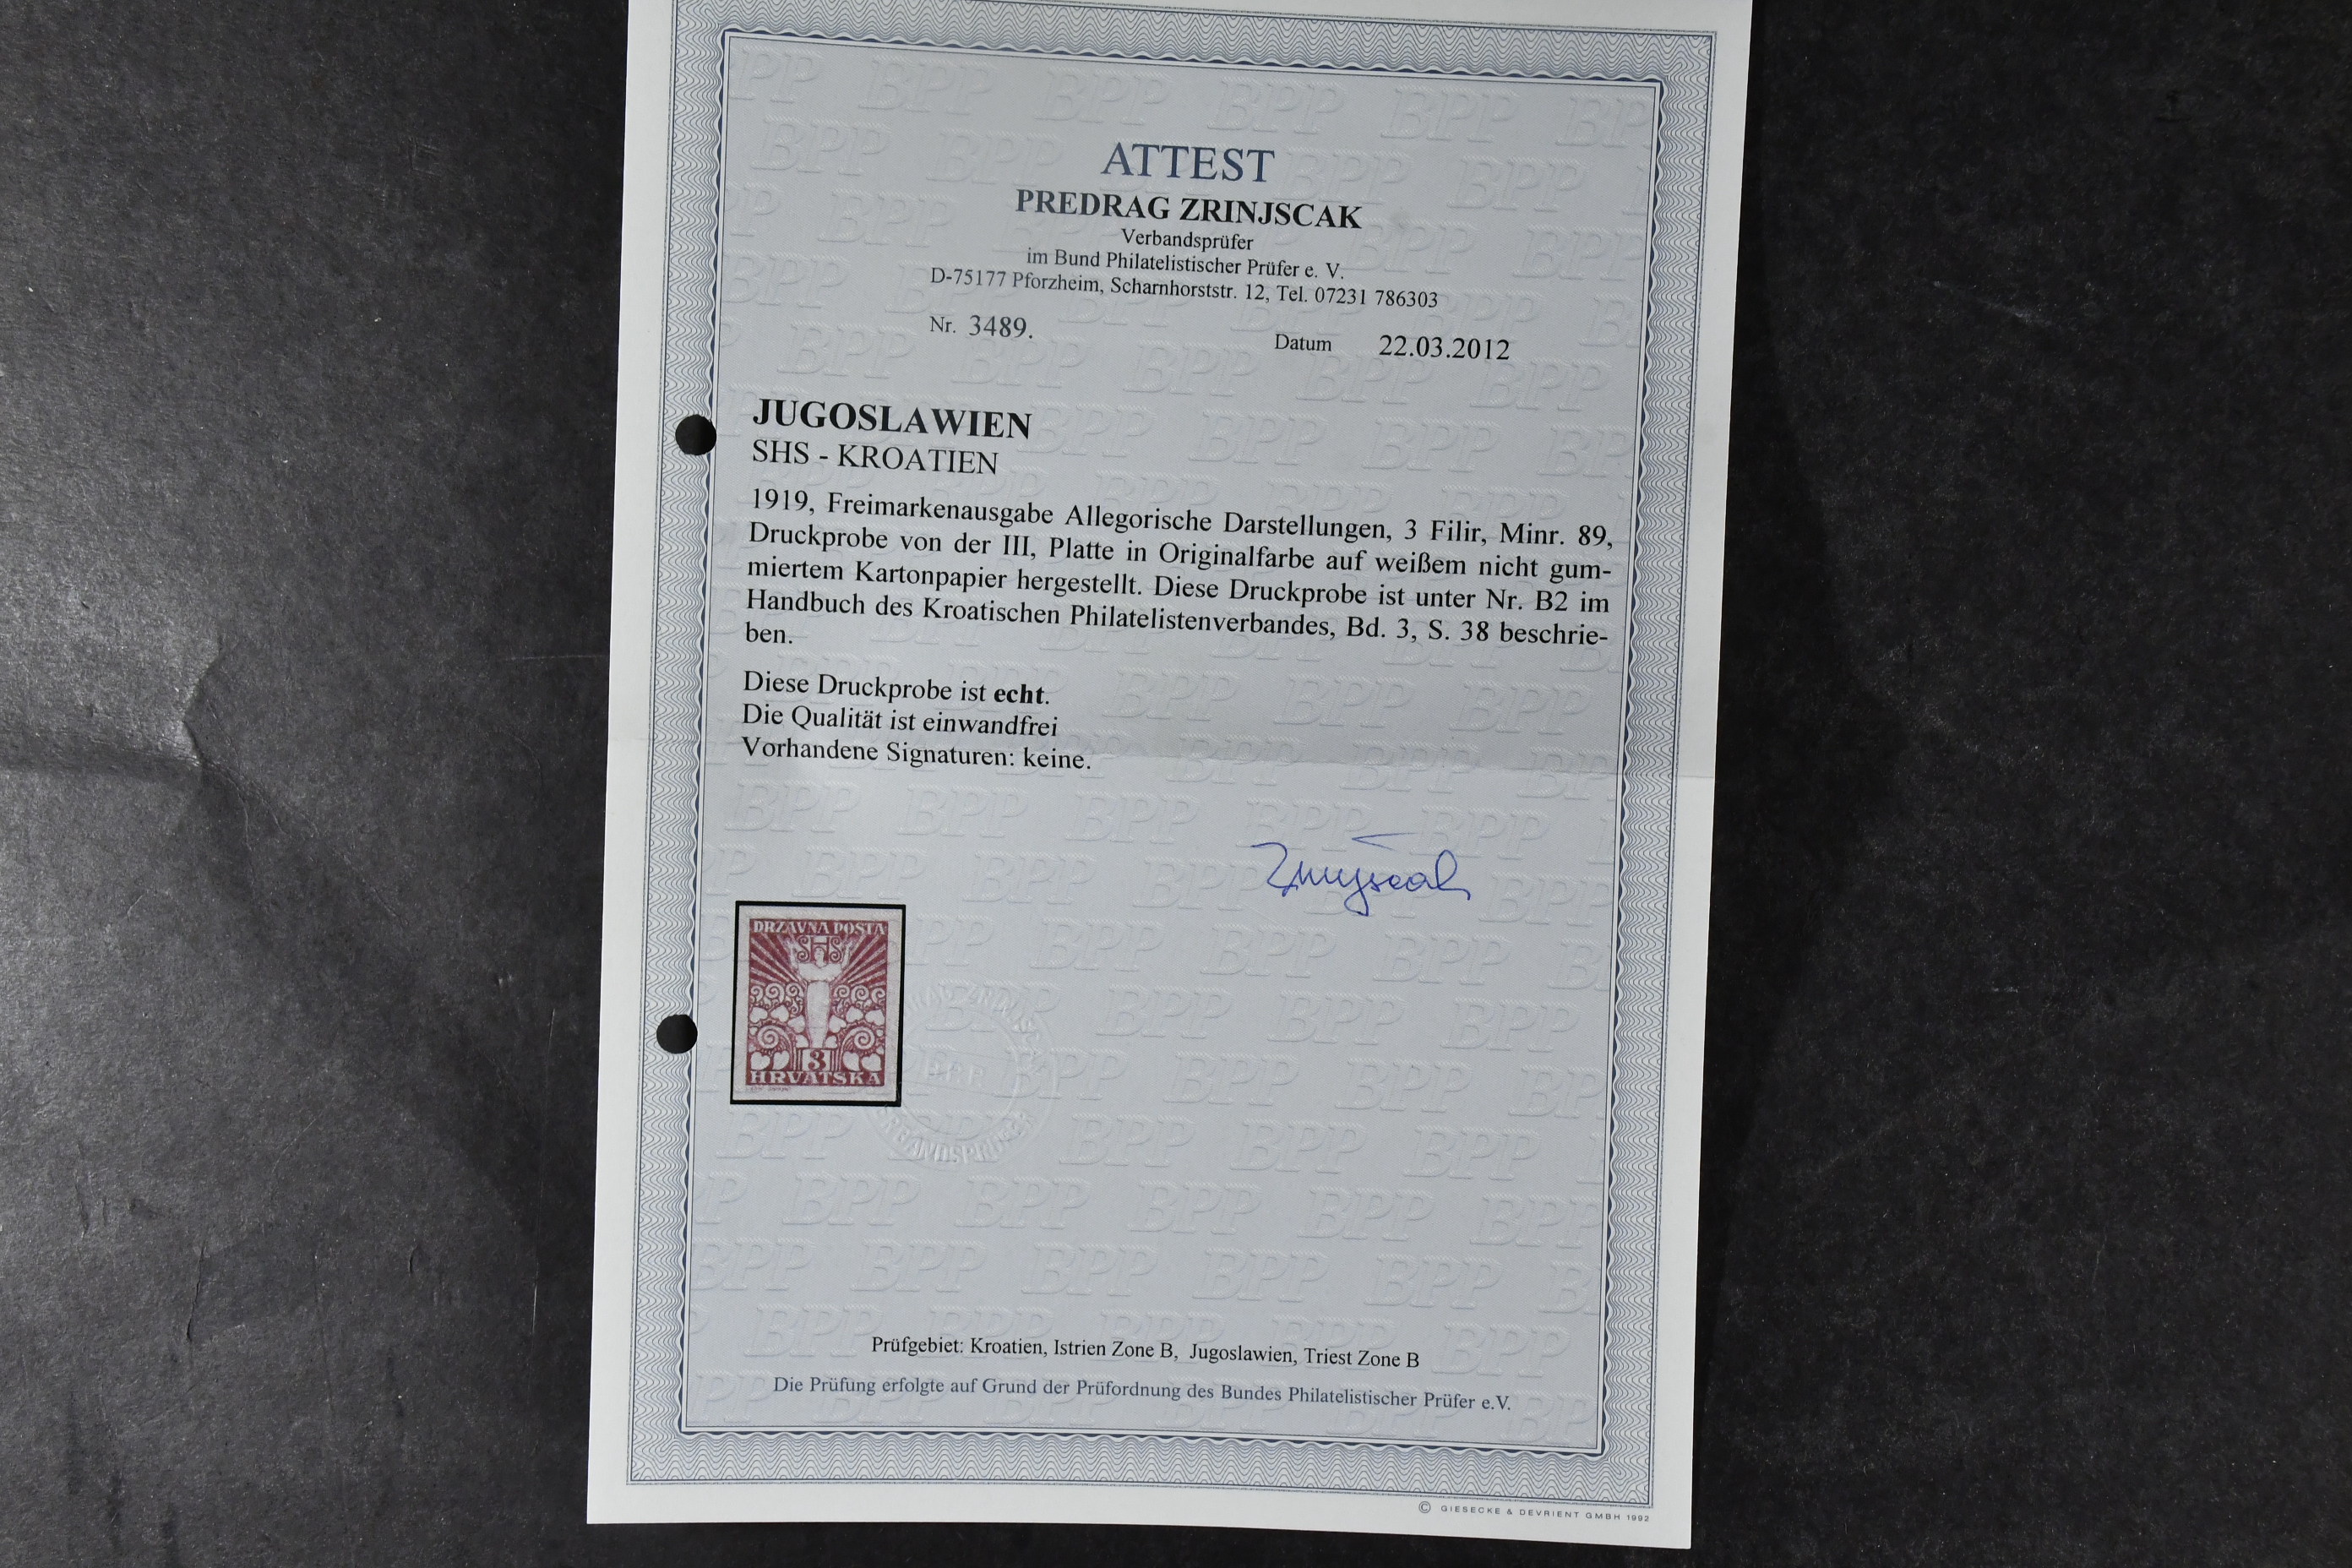 ATTEST
PREDRAG ZRINJSCAK
Verbandsprüfer
im Bund Philatelistischer Prüfer e. V.
D-75177 Pforzheim, Scharnhorststr. 12, Tel. 07231 786303
Nr. 3489.
Datum 22.03.2012
JUGOSLAWIEN
SHS - KROATIEN
1919, Freimarkenausgabe Allegorische Darstellungen, 3 Filir, Minr. 89,
Druckprobe von der III, Platte in Originalfarbe auf weißem nicht gum-
miertem Kartonpapier hergestellt. Diese Druckprobe ist unter Nr. B2 im
Handbuch des Kroatischen Philatelistenverbandes, Bd. 3, S. 38 beschrie-
ben.
Diese Druckprobe ist echt.
Die Qualität ist einwandfrei
Vorhandene Signaturen: keine.
Zrinjscak
DRZAVNA POSTA
SHS
3
HRVATSKA
B.P.P.
Prüfgebiet: Kroatien, Istrien Zone B, Jugoslawien, Triest Zone B
Die Prüfung erfolgte auf Grund der Prüfordnung des Bundes Philatelistischer Prüfer e.V.
© GIESECKE & DEVRIENT GMBH 1992